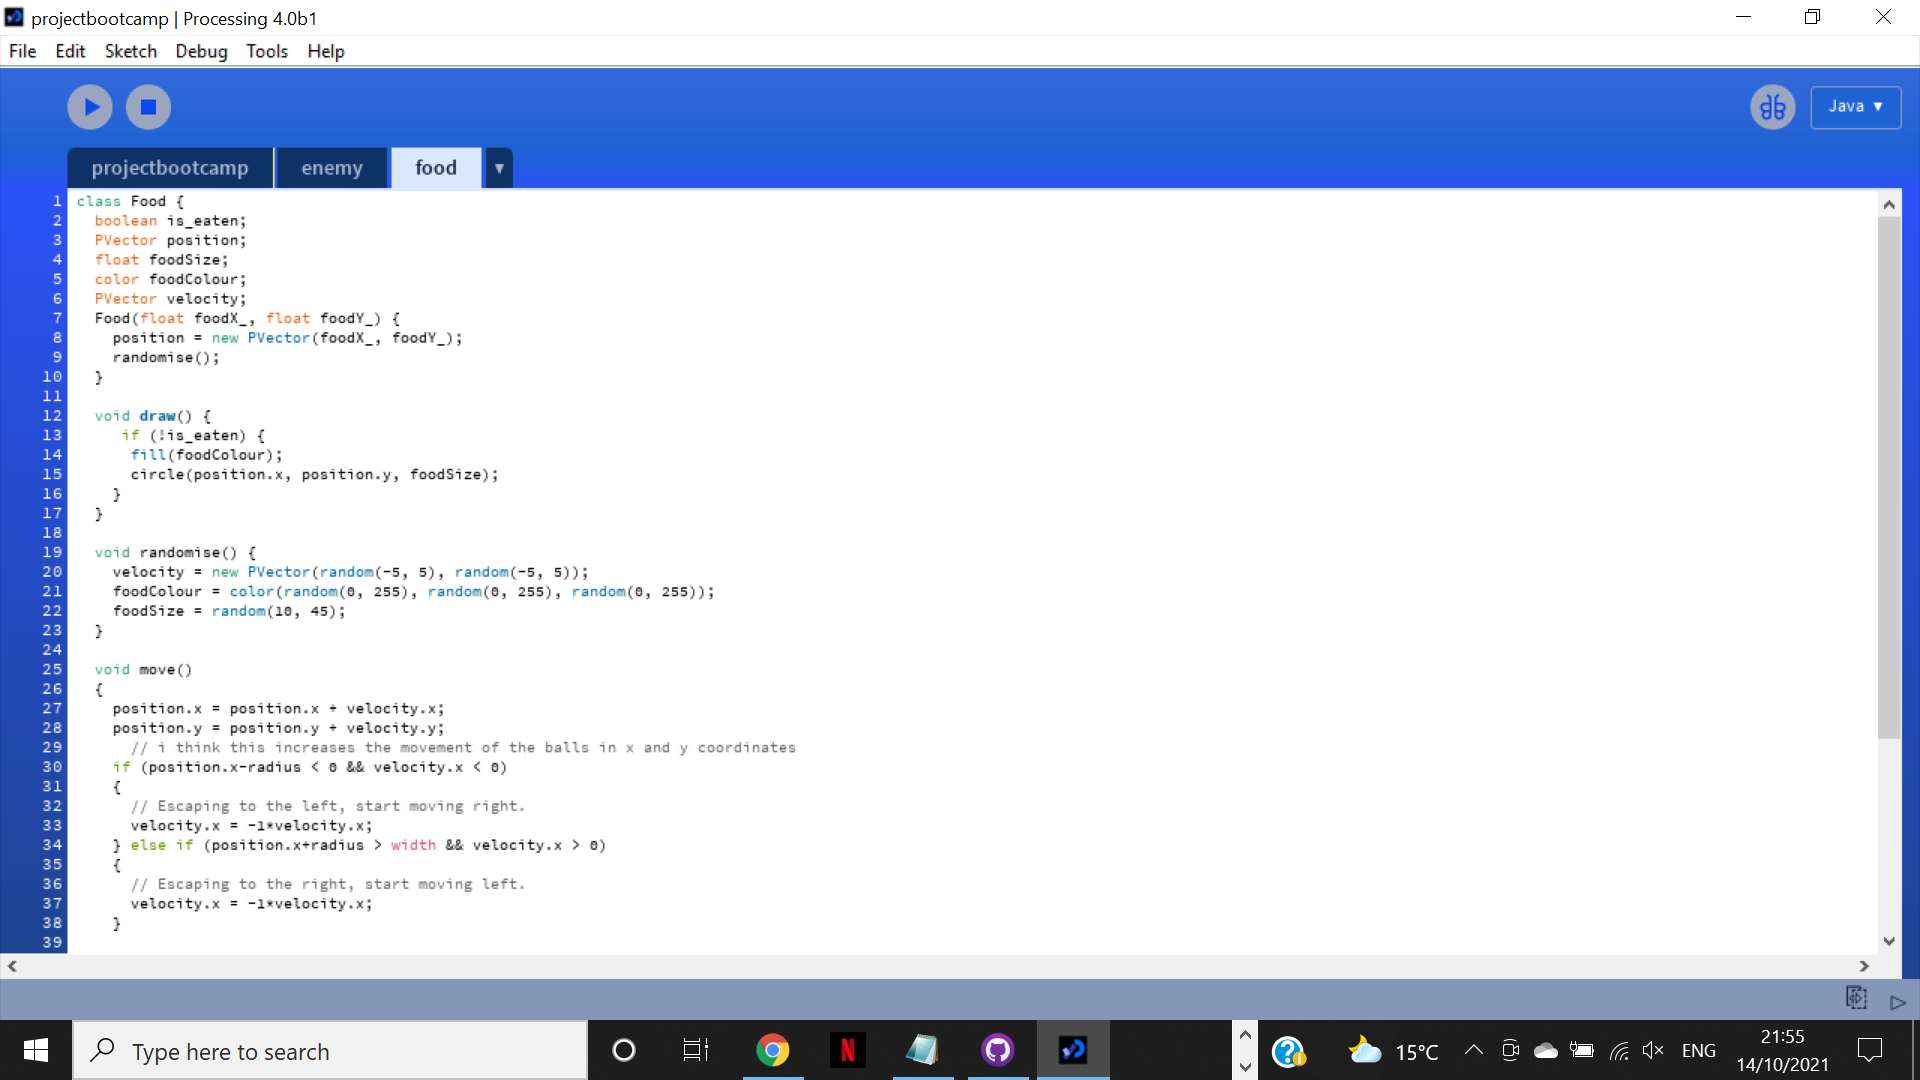 projectbootcamp | Processing 4.0b1
File Edit Sketch Debug Tools Help
Java ▼
projectbootcamp enemy food ▼
1 class Food {
2 boolean is_eaten;
3 PVector position;
4 float foodSize;
5 color foodColour;
6 PVector velocity;
7 Food(float foodX_, float foodY_) {
8 position = new PVector(foodX_, foodY_);
9 randomise();
10 }
11
12 void draw() {
13 if (!is_eaten) {
14 fill(foodColour);
15 circle(position.x, position.y, foodSize);
16 }
17 }
18
19 void randomise() {
20 velocity = new PVector(random(-5, 5), random(-5, 5));
21 foodColour = color(random(0, 255), random(0, 255), random(0, 255));
22 foodSize = random(10, 45);
23 }
24
25 void move()
26 {
27 position.x = position.x + velocity.x;
28 position.y = position.y + velocity.y;
29 // i think this increases the movement of the balls in x and y coordinates
30 if (position.x-radius < 0 && velocity.x < 0)
31 {
32 // Escaping to the left, start moving right.
33 velocity.x = -1*velocity.x;
34 } else if (position.x+radius > width && velocity.x > 0)
35 {
36 // Escaping to the right, start moving left.
37 velocity.x = -1*velocity.x;
38 }
39
Type here to search
N
15°C
ENG
21:55
14/10/2021